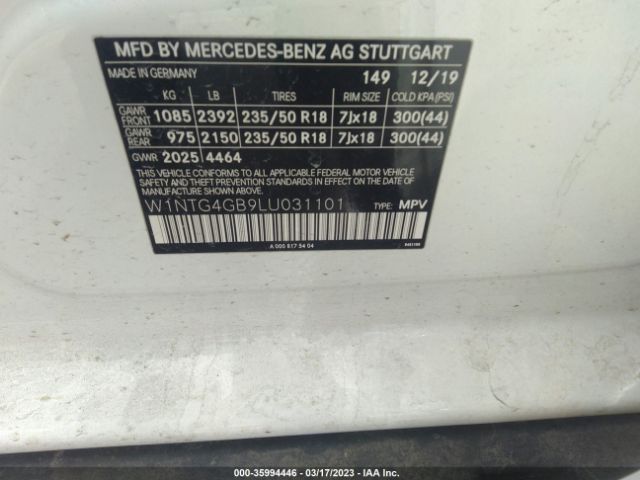 MFD BY MERCEDES-BENZ AG STUTTGART
MADE IN GERMANY 149 12/19
KG LB TIRES RIM SIZE COLD KPA(PSI)
GAWR FRONT 1085 2392 235/50 R18 7Jx18 300(44)
GAWR REAR 975 2150 235/50 R18 7Jx18 300(44)
GWR 2025 4464
THIS VEHICLE CONFORMS TO ALL APPLICABLE FEDERAL MOTOR VEHICLE
SAFETY, BUMPER, AND THEFT PREVENTION STANDARDS IN EFFECT ON THE DATE OF
MANUFACTURE SHOWN ABOVE.
W1NTG4GB9LU031101 TYPE: MPV
A 000 817 54 04
000-35994446 - 03/17/2023 - IAA Inc.